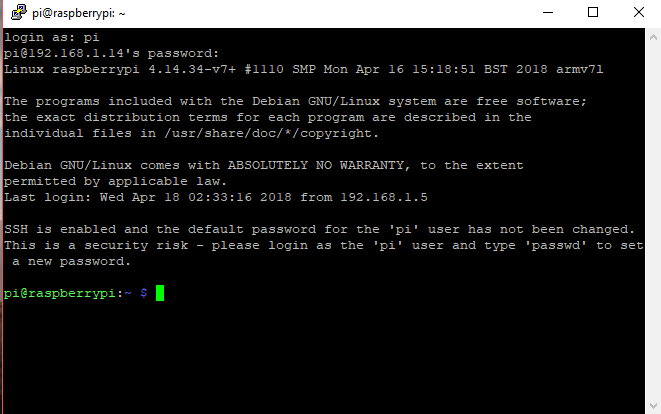 pi@raspberrypi: ~
login as: pi
pi@192.168.1.14's password:
Linux raspberrypi 4.14.34-v7+ #1110 SMP Mon Apr 16 15:18:51 BST 2018 armv7l
The programs included with the Debian GNU/Linux system are free software;
the exact distribution terms for each program are described in the
individual files in /usr/share/doc/*/copyright.
Debian GNU/Linux comes with ABSOLUTELY NO WARRANTY, to the extent
permitted by applicable law.
Last login: Wed Apr 18 02:33:16 2018 from 192.168.1.5
SSH is enabled and the default password for the 'pi' user has not been changed.
This is a security risk - please login as the 'pi' user and type 'passwd' to set
 a new password.
pi@raspberrypi:~ $